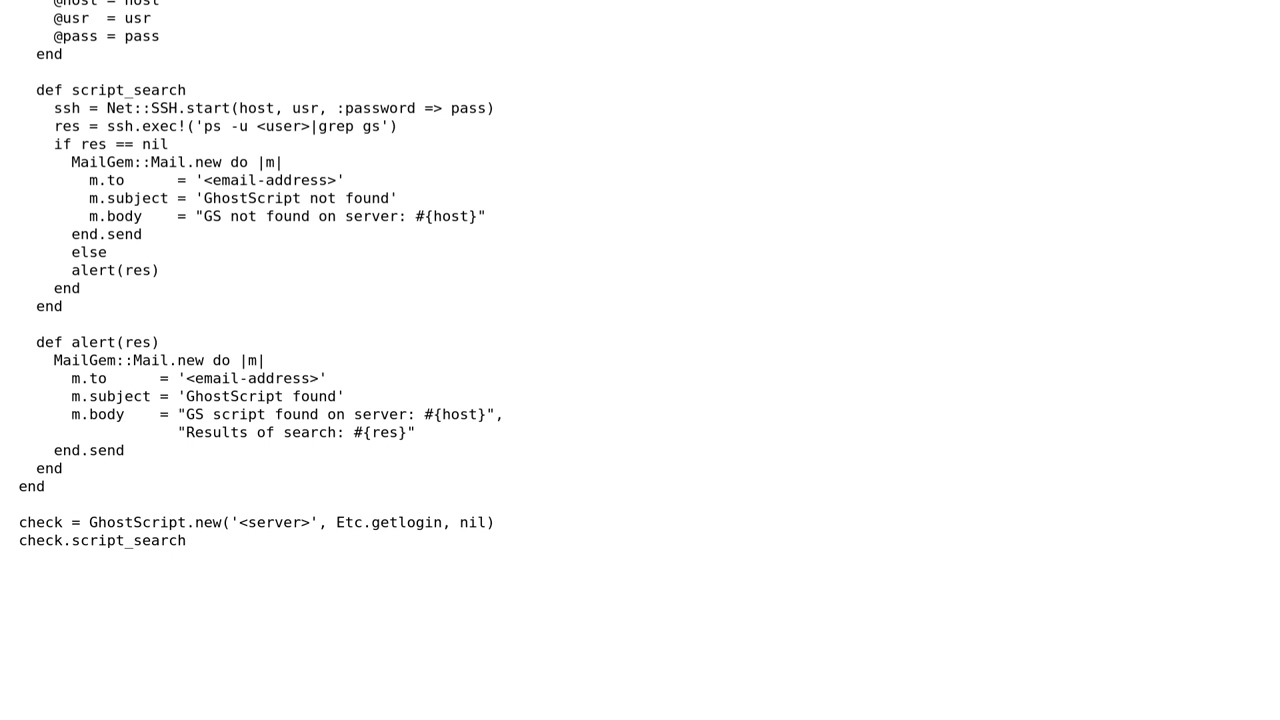 @host = host
    @usr  = usr
    @pass = pass
  end

  def script_search
    ssh = Net::SSH.start(host, usr, :password => pass)
    res = ssh.exec!('ps -u <user>|grep gs')
    if res == nil
      MailGem::Mail.new do |m|
        m.to      = '<email-address>'
        m.subject = 'GhostScript not found'
        m.body    = "GS not found on server: #{host}"
      end.send
      else
      alert(res)
    end
  end

  def alert(res)
    MailGem::Mail.new do |m|
      m.to      = '<email-address>'
      m.subject = 'GhostScript found'
      m.body    = "GS script found on server: #{host}",
                  "Results of search: #{res}"
    end.send
  end
end

check = GhostScript.new('<server>', Etc.getlogin, nil)
check.script_search